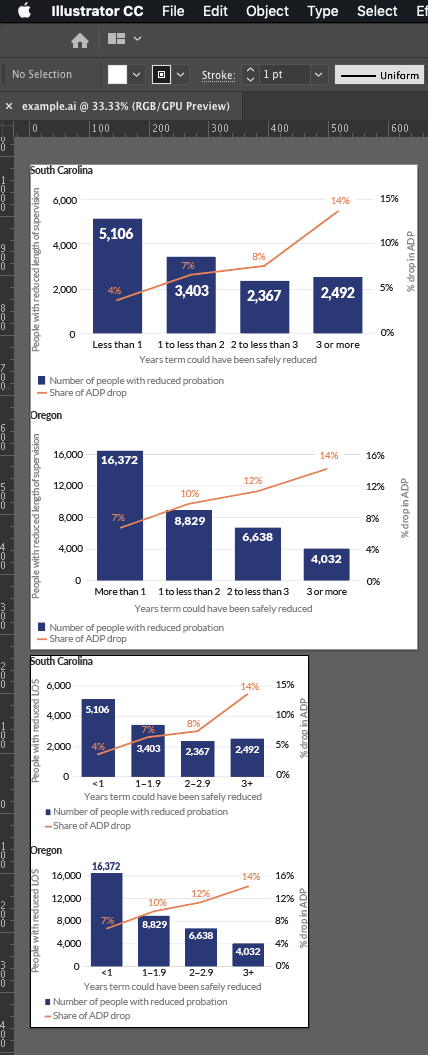 Illustrator CC File Edit Object Type Select Ef
No Selection Stroke: 1 pt Uniform
× example.ai @ 33.33% (RGB/GPU Preview)
0 100 200 300 400 500 600
South Carolina
People with reduced length of supervision
6,000
4,000
2,000
0
5,106
3,403
2,367
2,492
4%
7%
8%
14%
15%
10%
5%
0%
% drop in ADP
Less than 1 1 to less than 2 2 to less than 3 3 or more
Years term could have been safely reduced
Number of people with reduced probation
Share of ADP drop
Oregon
People with reduced length of supervision
16,000
12,000
8,000
4,000
0
16,372
8,829
6,638
4,032
7%
10%
12%
14%
16%
12%
8%
4%
0%
% drop in ADP
More than 1 1 to less than 2 2 to less than 3 3 or more
Years term could have been safely reduced
Number of people with reduced probation
Share of ADP drop
South Carolina
People with reduced LOS
6,000
4,000
2,000
0
5,106
3,403
2,367
2,492
4%
7%
8%
14%
15%
10%
5%
0%
% drop in ADP
<1 1–1.9 2–2.9 3+
Years term could have been safely reduced
Number of people with reduced probation
Share of ADP drop
Oregon
People with reduced LOS
16,000
12,000
8,000
4,000
0
16,372
8,829
6,638
4,032
7%
10%
12%
14%
16%
12%
8%
4%
0%
% drop in ADP
<1 1–1.9 2–2.9 3+
Years term could have been safely reduced
Number of people with reduced probation
Share of ADP drop